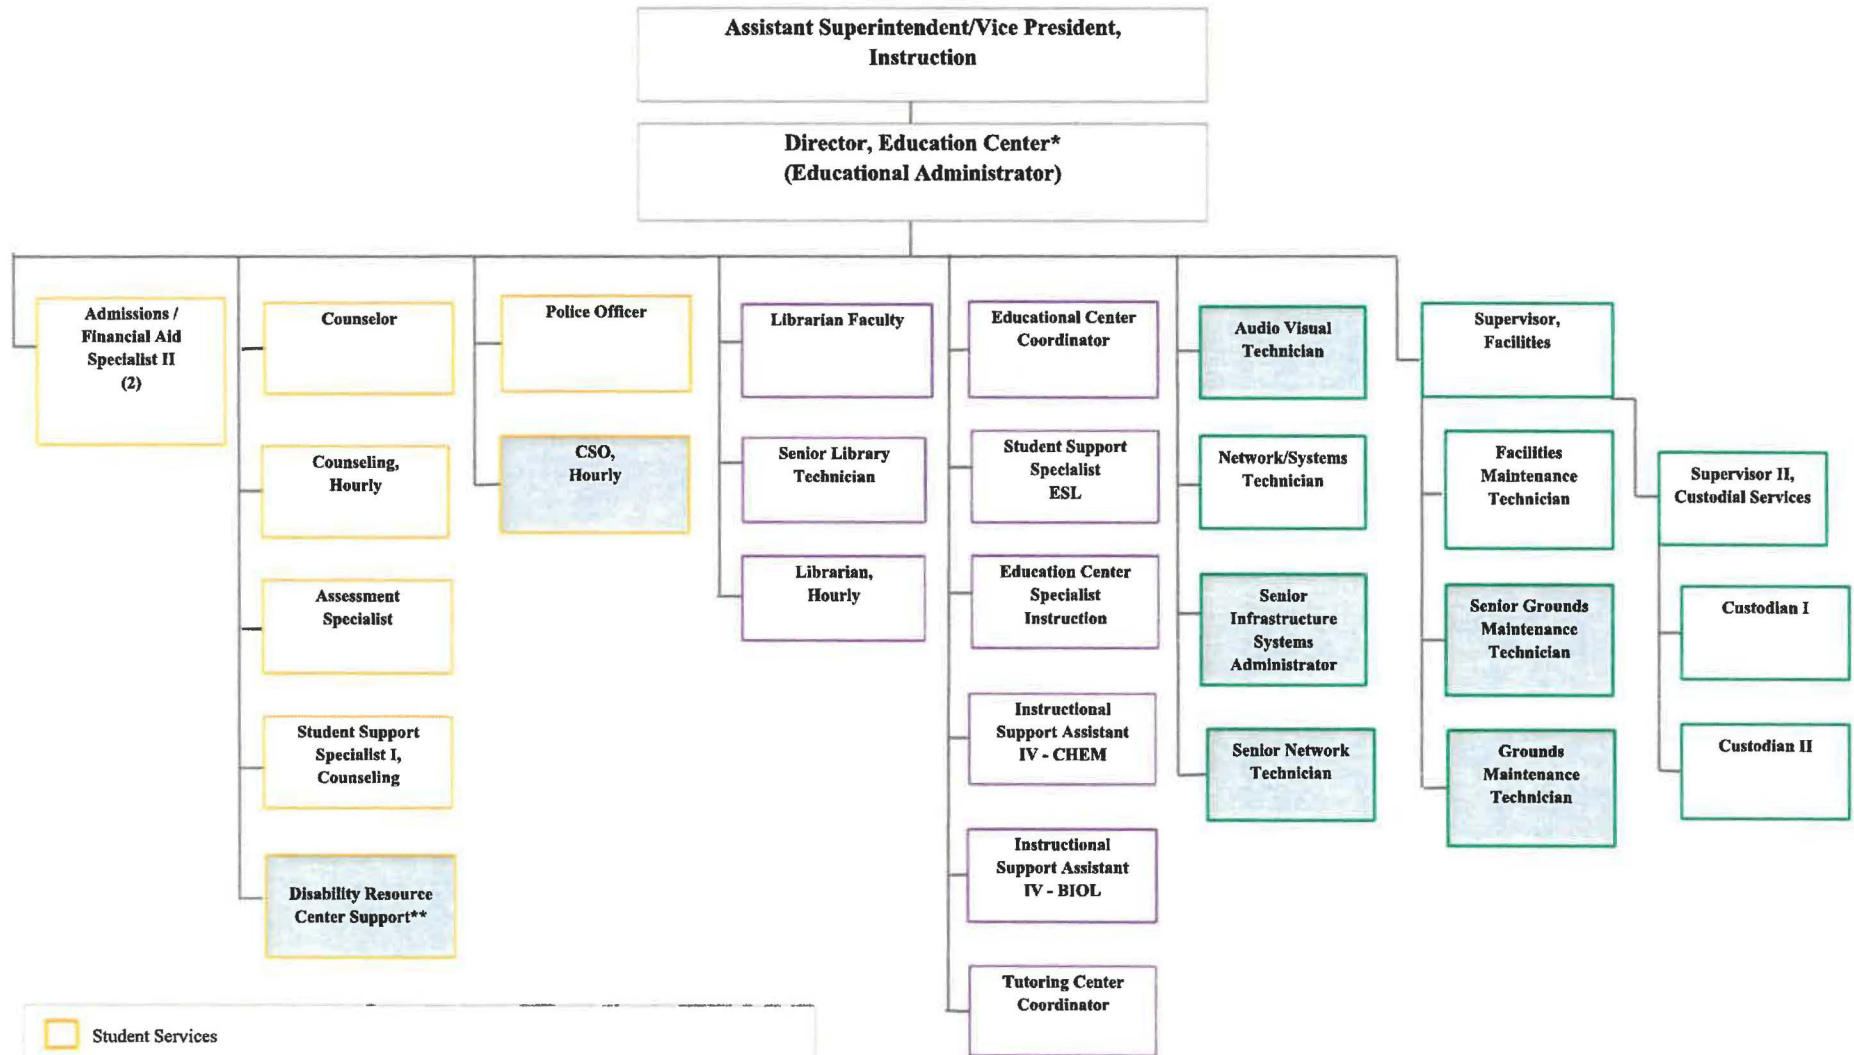 Assistant Superintendent/Vice President,
Instruction
Director, Education Center*
(Educational Administrator)
Admissions /
Financial Aid
Specialist II
(2)
Counselor
Counseling,
Hourly
Assessment
Specialist
Student Support
Specialist I,
Counseling
Disability Resource
Center Support**
Police Officer
CSO,
Hourly
Librarian Faculty
Senior Library
Technician
Librarian,
Hourly
Educational Center
Coordinator
Student Support
Specialist
ESL
Education Center
Specialist
Instruction
Instructional
Support Assistant
IV - CHEM
Instructional
Support Assistant
IV - BIOL
Tutoring Center
Coordinator
Audio Visual
Technician
Network/Systems
Technician
Senior
Infrastructure
Systems
Administrator
Senior Network
Technician
Supervisor,
Facilities
Facilities
Maintenance
Technician
Senior Grounds
Maintenance
Technician
Grounds
Maintenance
Technician
Supervisor II,
Custodial Services
Custodian I
Custodian II
Student Services